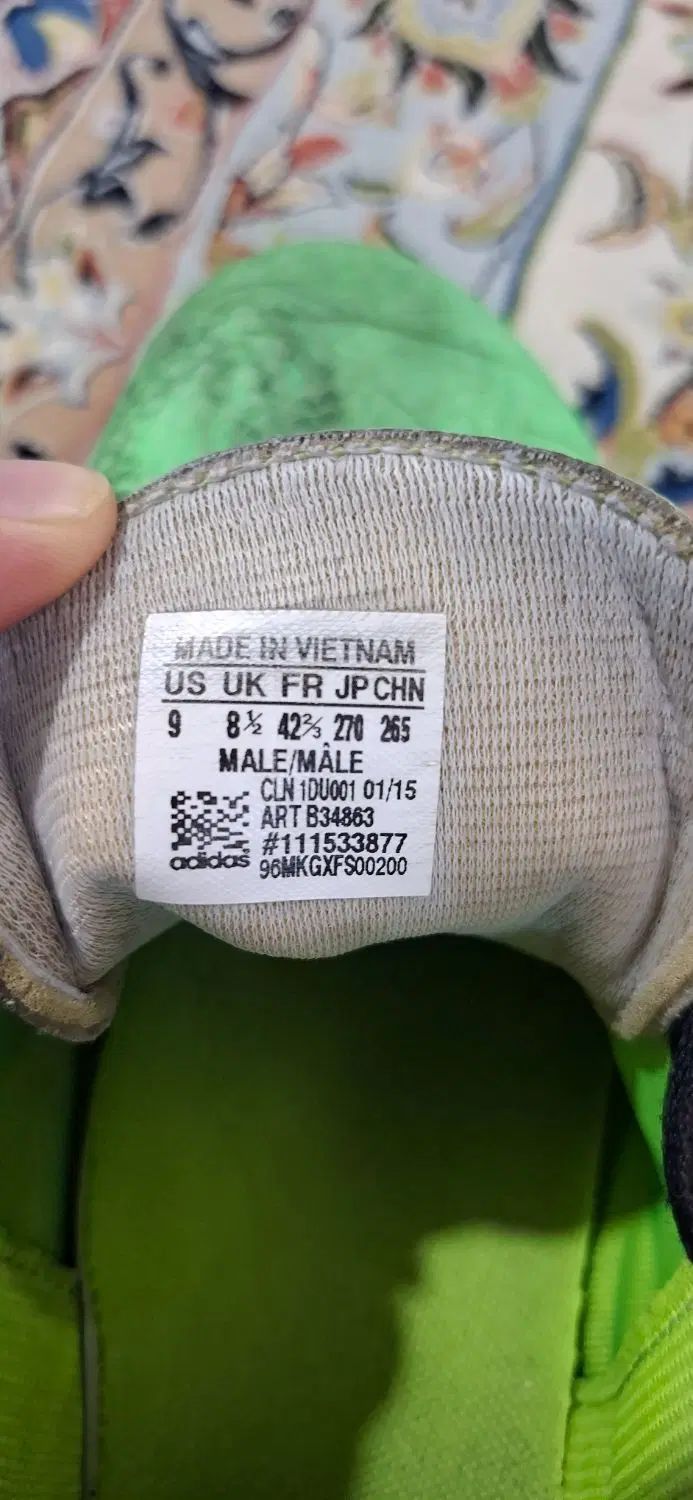 MADE IN VIETNAM
US UK FR JP CHN
9 8½ 42⅔ 270 265
MALE/MÂLE
CLN 1DU001 01/15
ART B34863
#111533877
adidas 96MKGXFS00200